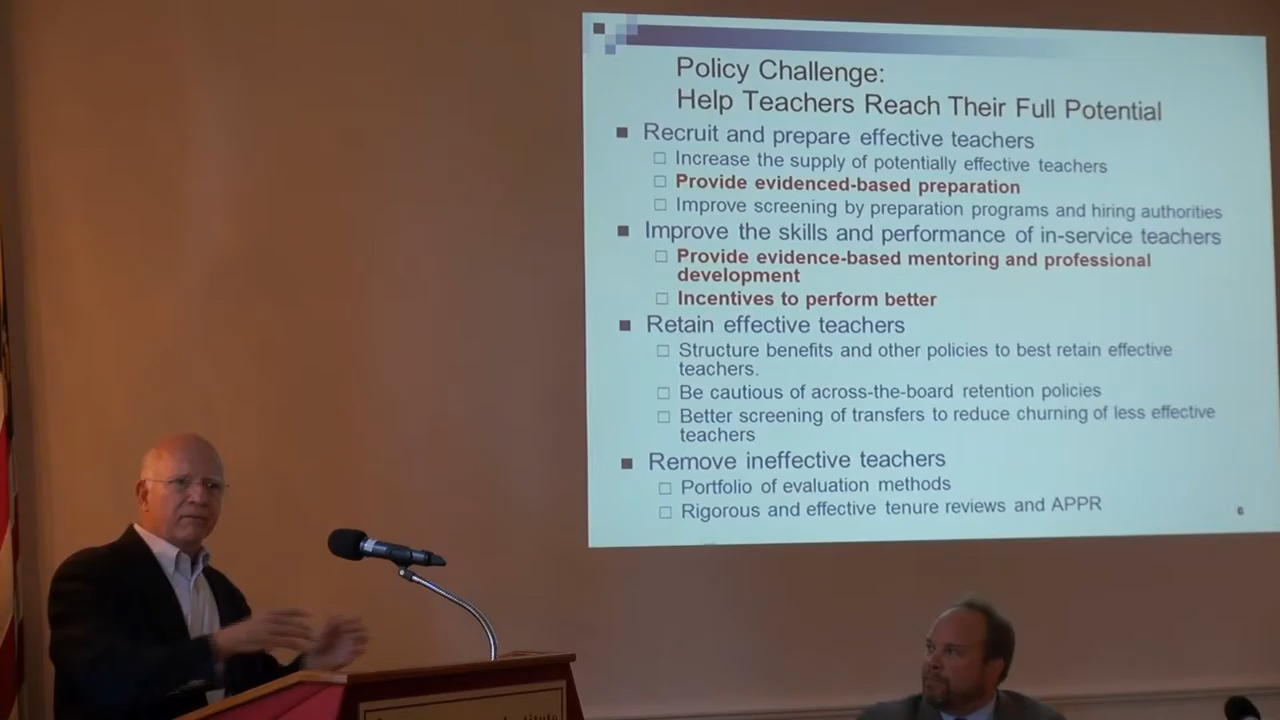 Policy Challenge:
Help Teachers Reach Their Full Potential
Recruit and prepare effective teachers
Increase the supply of potentially effective teachers
Provide evidenced-based preparation
Improve screening by preparation programs and hiring authorities
Improve the skills and performance of in-service teachers
Provide evidence-based mentoring and professional
development
Incentives to perform better
Retain effective teachers
Structure benefits and other policies to best retain effective
teachers.
Be cautious of across-the-board retention policies
Better screening of transfers to reduce churning of less effective
teachers
Remove ineffective teachers
Portfolio of evaluation methods
Rigorous and effective tenure reviews and APPR
6